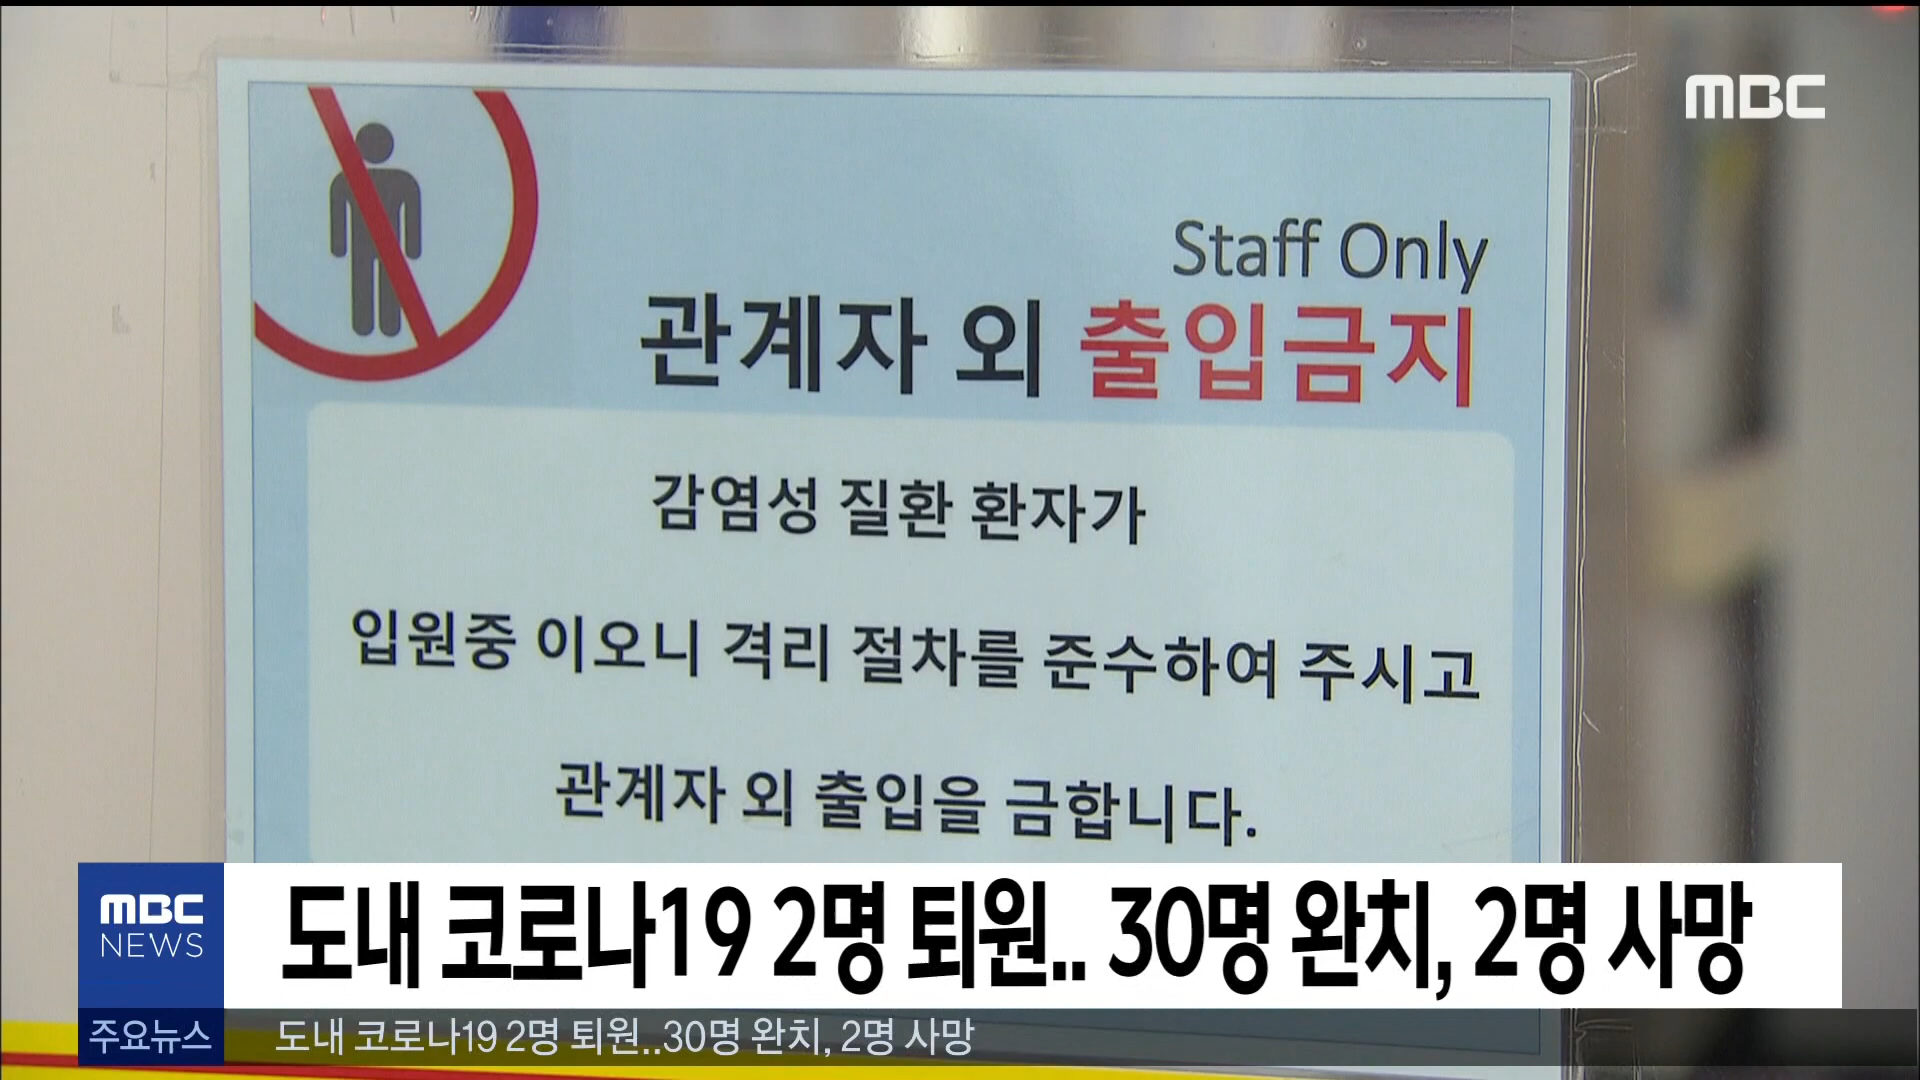 MBC
Staff Only
관계자 외 출입금지
감염성 질환 환자가
입원중 이오니 격리 절차를 준수하여 주시고
관계자 외 출입을 금합니다.
MBC
NEWS
도내 코로나19 2명 퇴원.. 30명 완치, 2명 사망
주요뉴스
도내 코로나19 2명 퇴원..30명 완치, 2명 사망